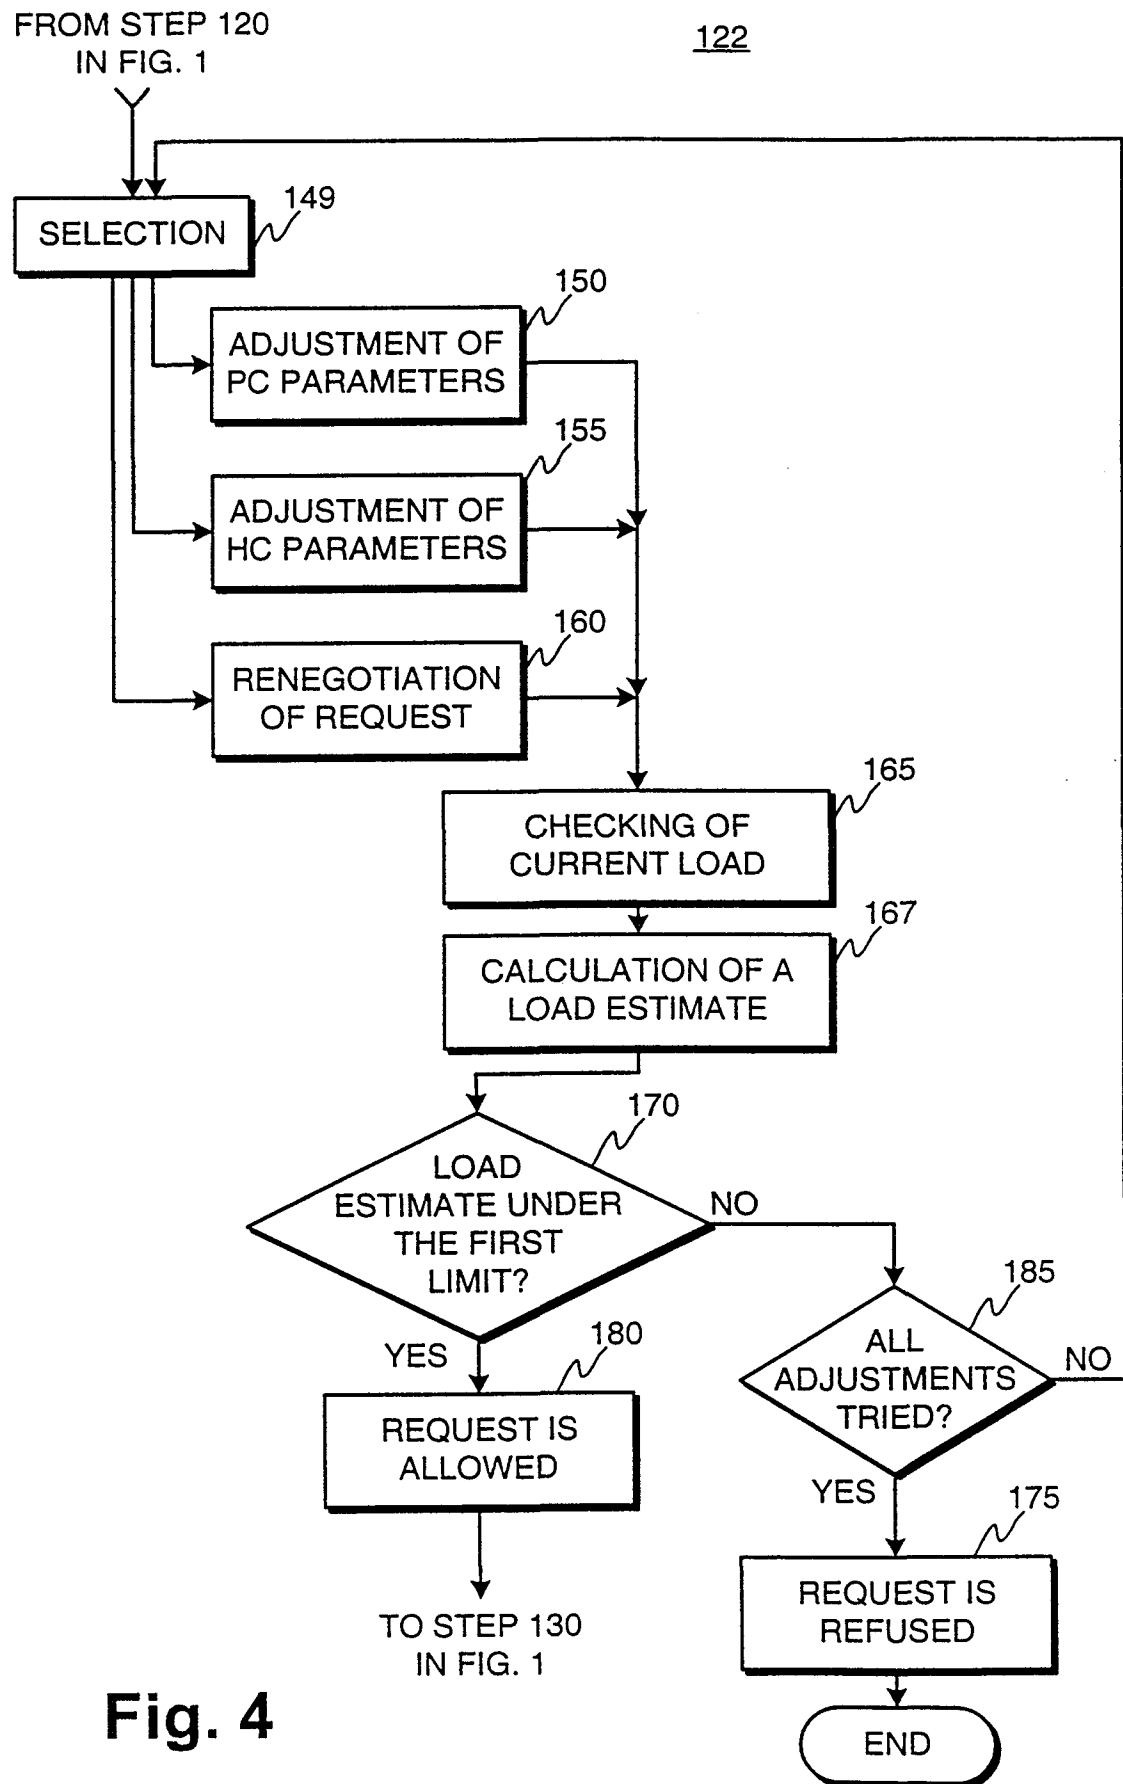 FROM STEP 120
IN FIG. 1
122
SELECTION
149
150
ADJUSTMENT OF
PC PARAMETERS
155
ADJUSTMENT OF
HC PARAMETERS
160
RENEGOTIATION
OF REQUEST
165
CHECKING OF
CURRENT LOAD
167
CALCULATION OF A
LOAD ESTIMATE
170
LOAD
ESTIMATE UNDER
THE FIRST
LIMIT?
NO
185
ALL
ADJUSTMENTS
TRIED?
NO
YES
180
REQUEST IS
ALLOWED
YES
175
REQUEST IS
REFUSED
TO STEP 130
IN FIG. 1
END
Fig. 4